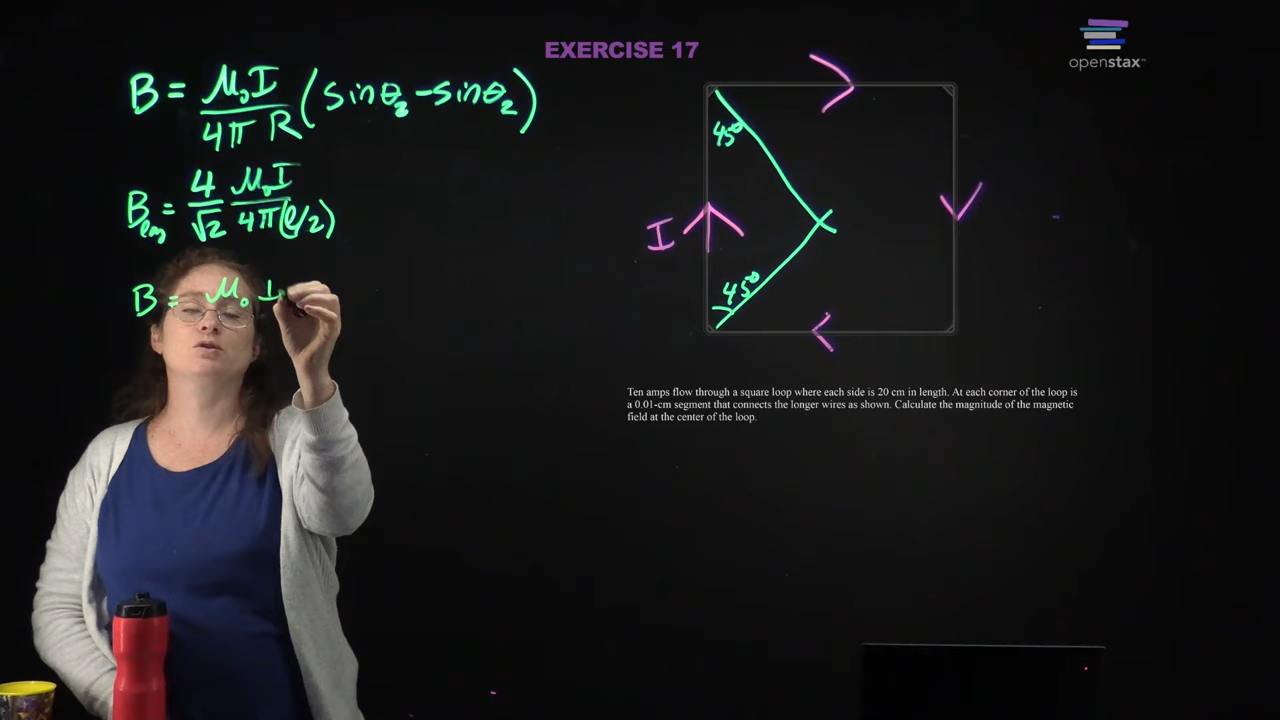 EXERCISE 17
openstax™
B = μ₀I / 4π R (sinθ₂ - sinθ₂)
B_leg = 4/√2 μ₀I / 4π(ℓ/2)
B = μ₀ I
45°
45°
I
Ten amps flow through a square loop where each side is 20 cm in length. At each corner of the loop is
a 0.01-cm segment that connects the longer wires as shown. Calculate the magnitude of the magnetic
field at the center of the loop.